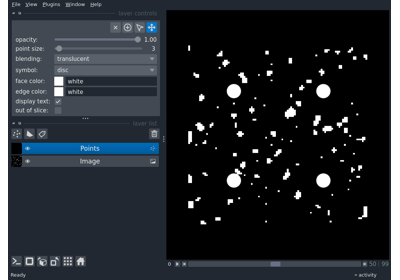 File View Plugins Window Help
layer controls
opacity: 1.00
point size: 3
blending: translucent
symbol: disc
face color: white
edge color: white
display text:
out of slice:
layer list
Points
Image
50 99
Ready
activity